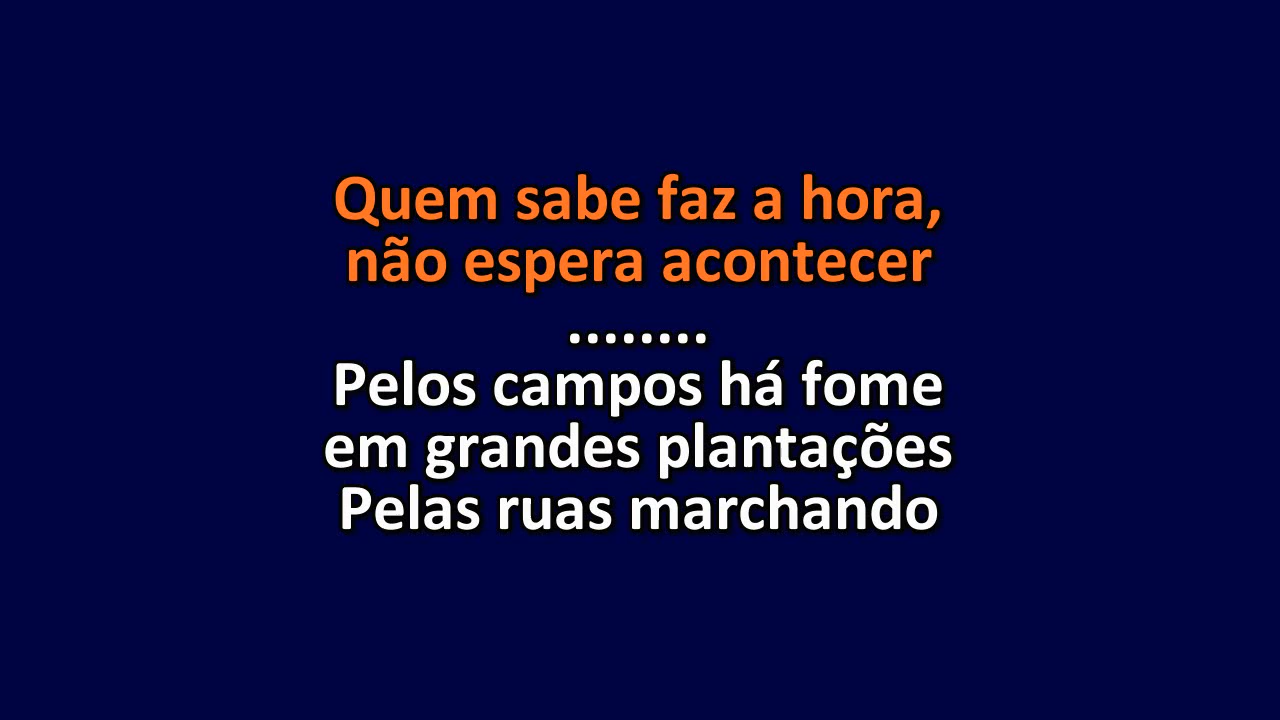 Quem sabe faz a hora,
não espera acontecer
........
Pelos campos há fome
em grandes plantações
Pelas ruas marchando